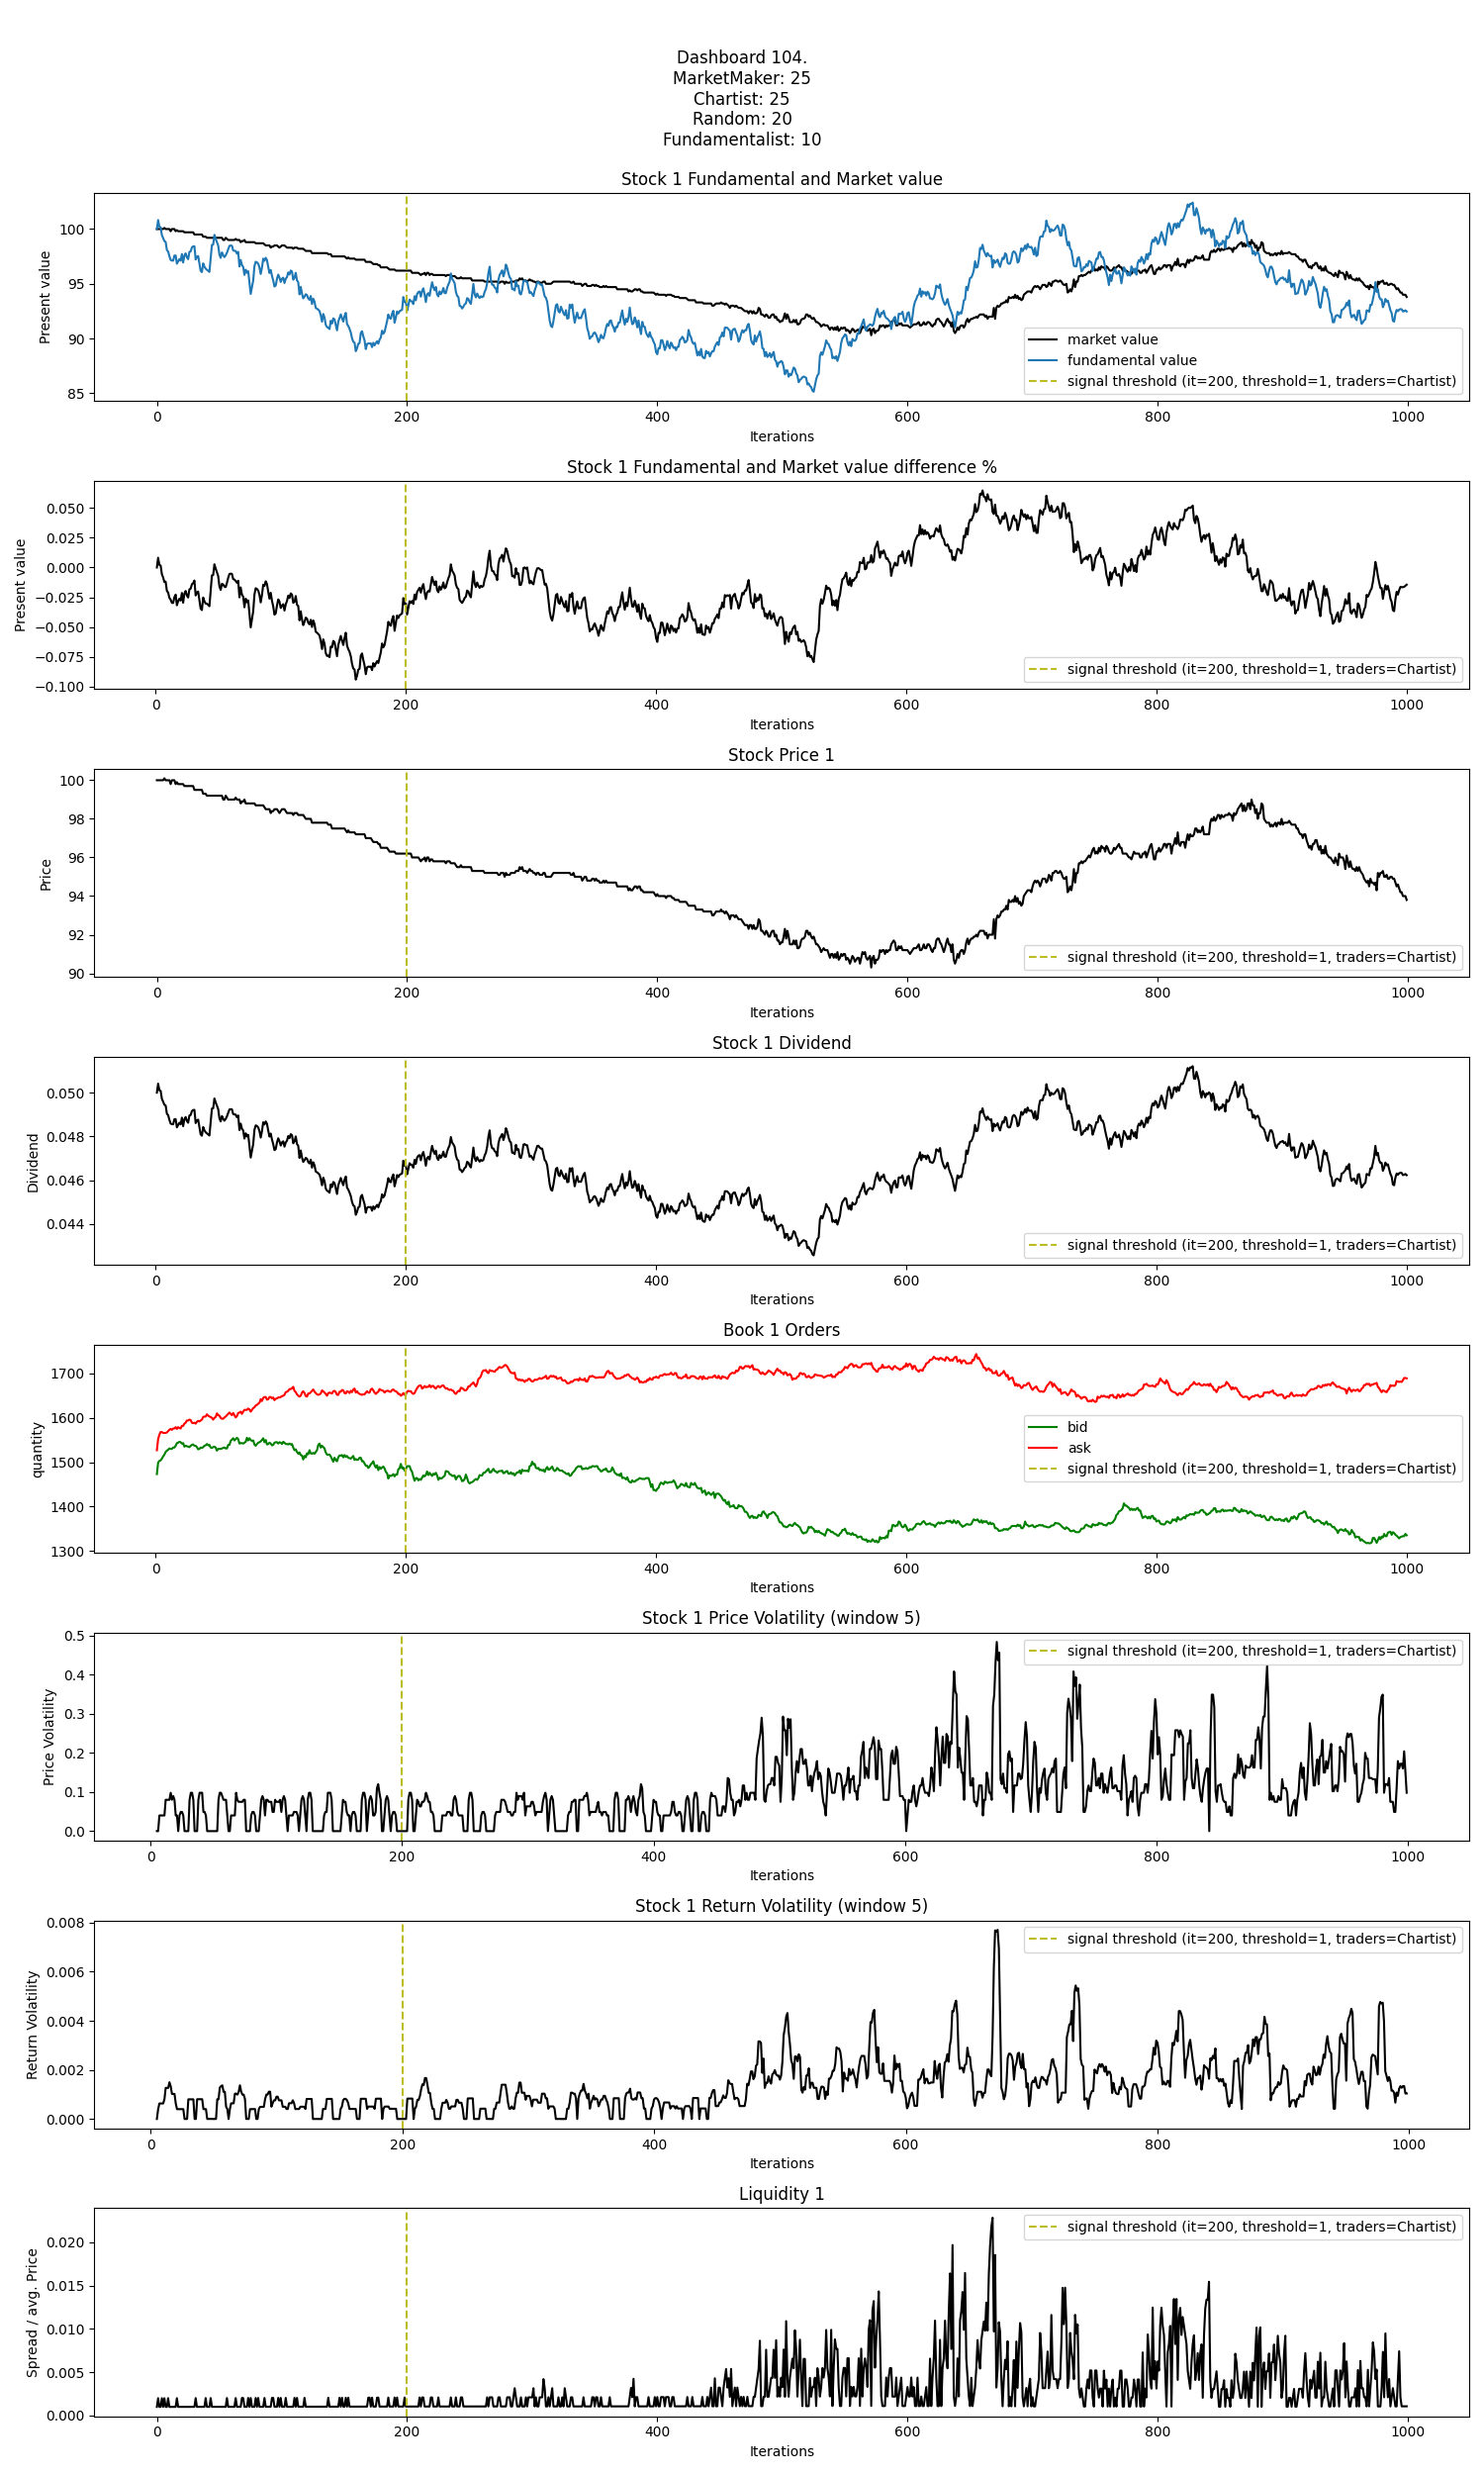 Dashboard 104.
MarketMaker: 25
Chartist: 25
Random: 20
Fundamentalist: 10
Stock 1 Fundamental and Market value
Present value
100
95
90
85
market value
fundamental value
signal threshold (it=200, threshold=1, traders=Chartist)
0 200 400 600 800 1000
Iterations
Stock 1 Fundamental and Market value difference %
Present value
0.050
0.025
0.000
−0.025
−0.050
−0.075
−0.100
signal threshold (it=200, threshold=1, traders=Chartist)
0 200 400 600 800 1000
Iterations
Stock Price 1
Price
100
98
96
94
92
90
signal threshold (it=200, threshold=1, traders=Chartist)
0 200 400 600 800 1000
Iterations
Stock 1 Dividend
Dividend
0.050
0.048
0.046
0.044
signal threshold (it=200, threshold=1, traders=Chartist)
0 200 400 600 800 1000
Iterations
Book 1 Orders
quantity
1700
1600
1500
1400
1300
bid
ask
signal threshold (it=200, threshold=1, traders=Chartist)
0 200 400 600 800 1000
Iterations
Stock 1 Price Volatility (window 5)
Price Volatility
0.5
0.4
0.3
0.2
0.1
0.0
signal threshold (it=200, threshold=1, traders=Chartist)
0 200 400 600 800 1000
Iterations
Stock 1 Return Volatility (window 5)
Return Volatility
0.008
0.006
0.004
0.002
0.000
signal threshold (it=200, threshold=1, traders=Chartist)
0 200 400 600 800 1000
Iterations
Liquidity 1
Spread / avg. Price
0.020
0.015
0.010
0.005
0.000
signal threshold (it=200, threshold=1, traders=Chartist)
0 200 400 600 800 1000
Iterations